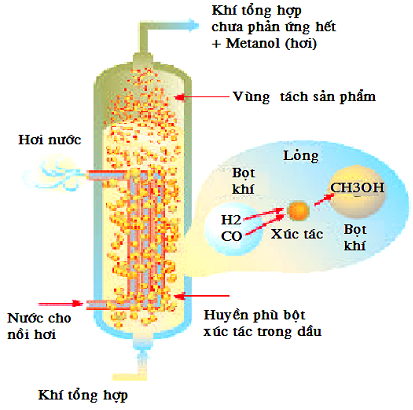 Khí tổng hợp
chưa phản ứng hết
+ Metanol (hơi)
Vùng tách sản phẩm
Hơi nước
Lỏng
Bọt
khí
CH3OH
H2
CO
Xúc tác
Bọt
khí
Nước cho
nồi hơi
Huyền phù bột
xúc tác trong dầu
Khí tổng hợp